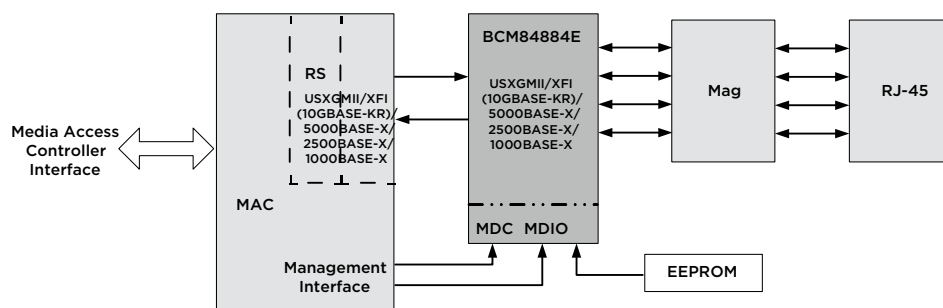 Media Access
Controller
Interface
RS
USXGMII/XFI
(10GBASE-KR)/
5000BASE-X/
2500BASE-X/
1000BASE-X
MAC
Management
Interface
BCM84884E
USXGMII/XFI
(10GBASE-KR)/
5000BASE-X/
2500BASE-X/
1000BASE-X
MDC MDIO
Mag
RJ-45
EEPROM